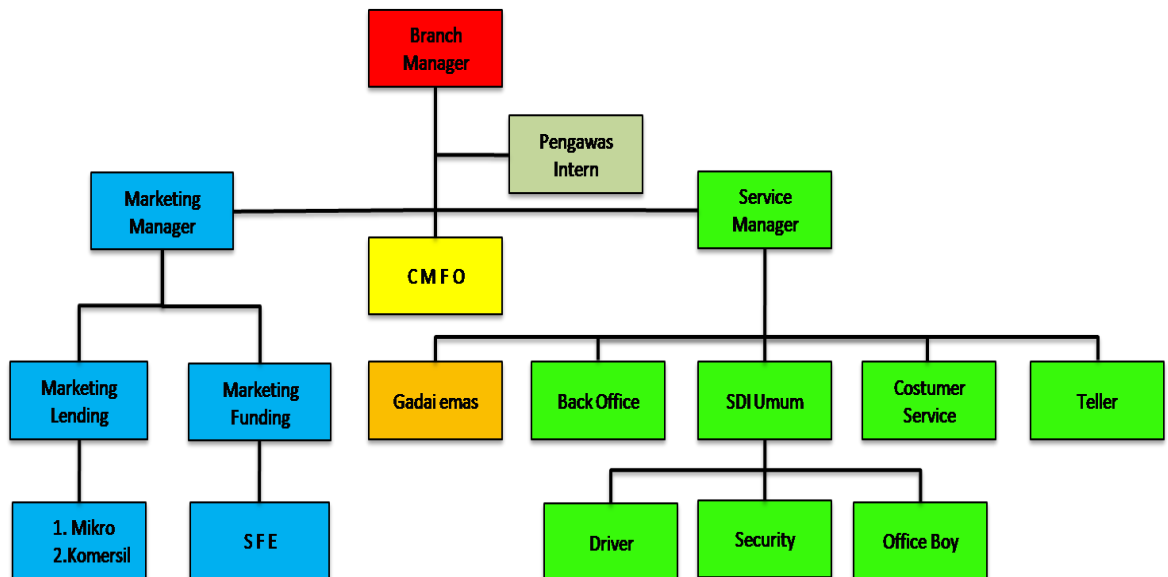 Branch
Manager
Pengawas
Intern
Marketing
Manager
Service
Manager
C M F O
Marketing
Lending
Marketing
Funding
Gadai emas
Back Office
SDI Umum
Costumer
Service
Teller
1. Mikro
2.Komersil
S F E
Driver
Security
Office Boy